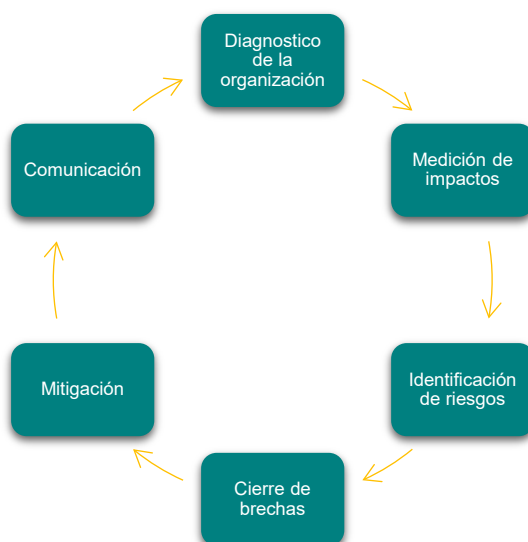 Diagnostico
de la
organización
Medición de
impactos
Identificación
de riesgos
Cierre de
brechas
Mitigación
Comunicación